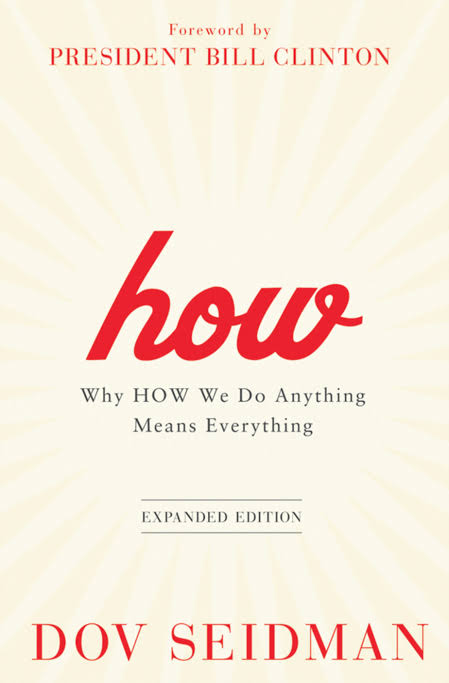 Foreword by
PRESIDENT BILL CLINTON
how
Why HOW We Do Anything
Means Everything
EXPANDED EDITION
DOV SEIDMAN